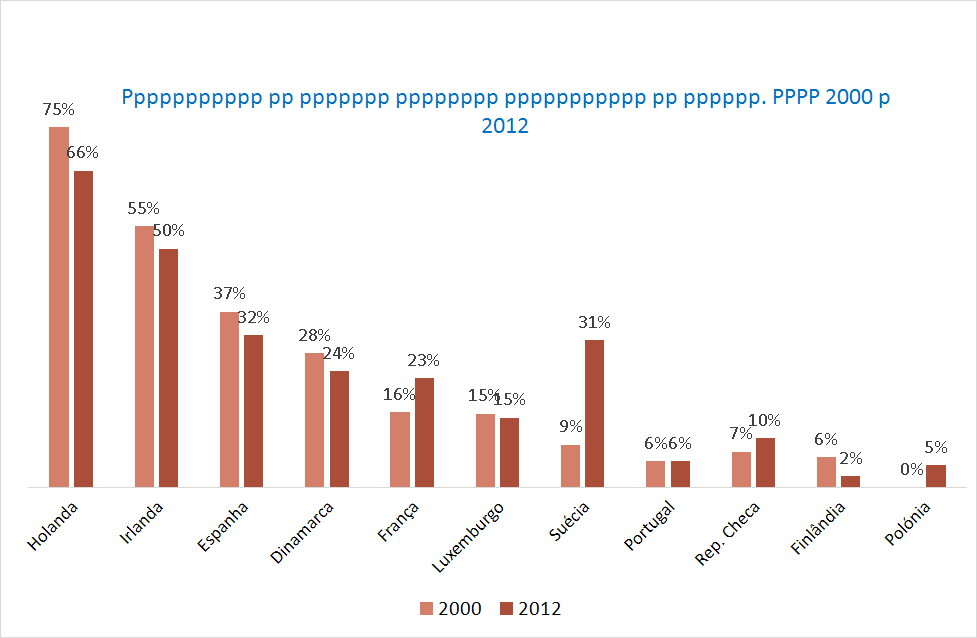 Pppppppppppp pp ppppppp pppppppp ppppppppppp pp pppppp. PPPP 2000 p
2012
75%
66%
55%
50%
37%
32%
28%
24%
16%
23%
15%
15%
9%
31%
6%
6%
7%
10%
6%
2%
0%
5%
Holanda
Irlanda
Espanha
Dinamarca
França
Luxemburgo
Suécia
Portugal
Rep. Checa
Finlândia
Polónia
2000
2012